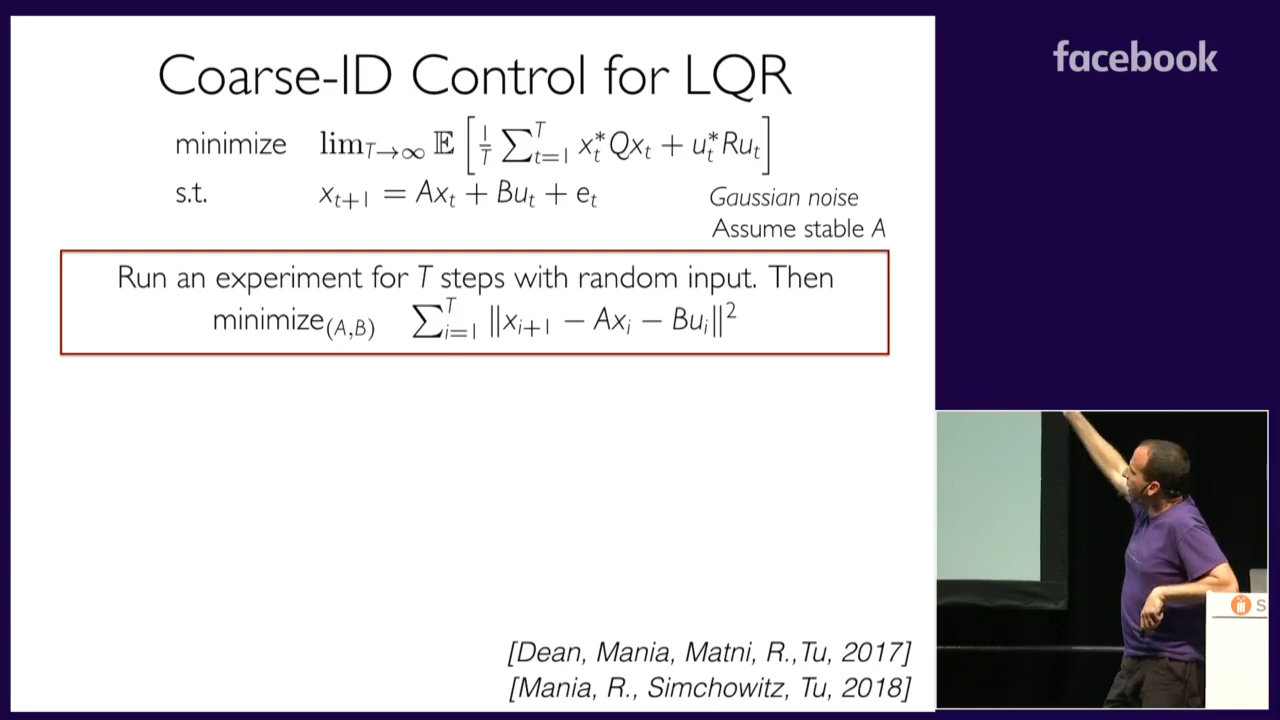 Coarse-ID Control for LQR
facebook
minimize lim_{T→∞} 𝔼 [ 1/T ∑_{t=1}^{T} x_t^* Q x_t + u_t^* R u_t ]
s.t. x_{t+1} = Ax_t + Bu_t + e_t
Gaussian noise
Assume stable A
Run an experiment for T steps with random input. Then
minimize_{(A,B)} ∑_{i=1}^{T} ||x_{i+1} − Ax_i − Bu_i||^2
[Dean, Mania, Matni, R.,Tu, 2017]
[Mania, R., Simchowitz, Tu, 2018]
S